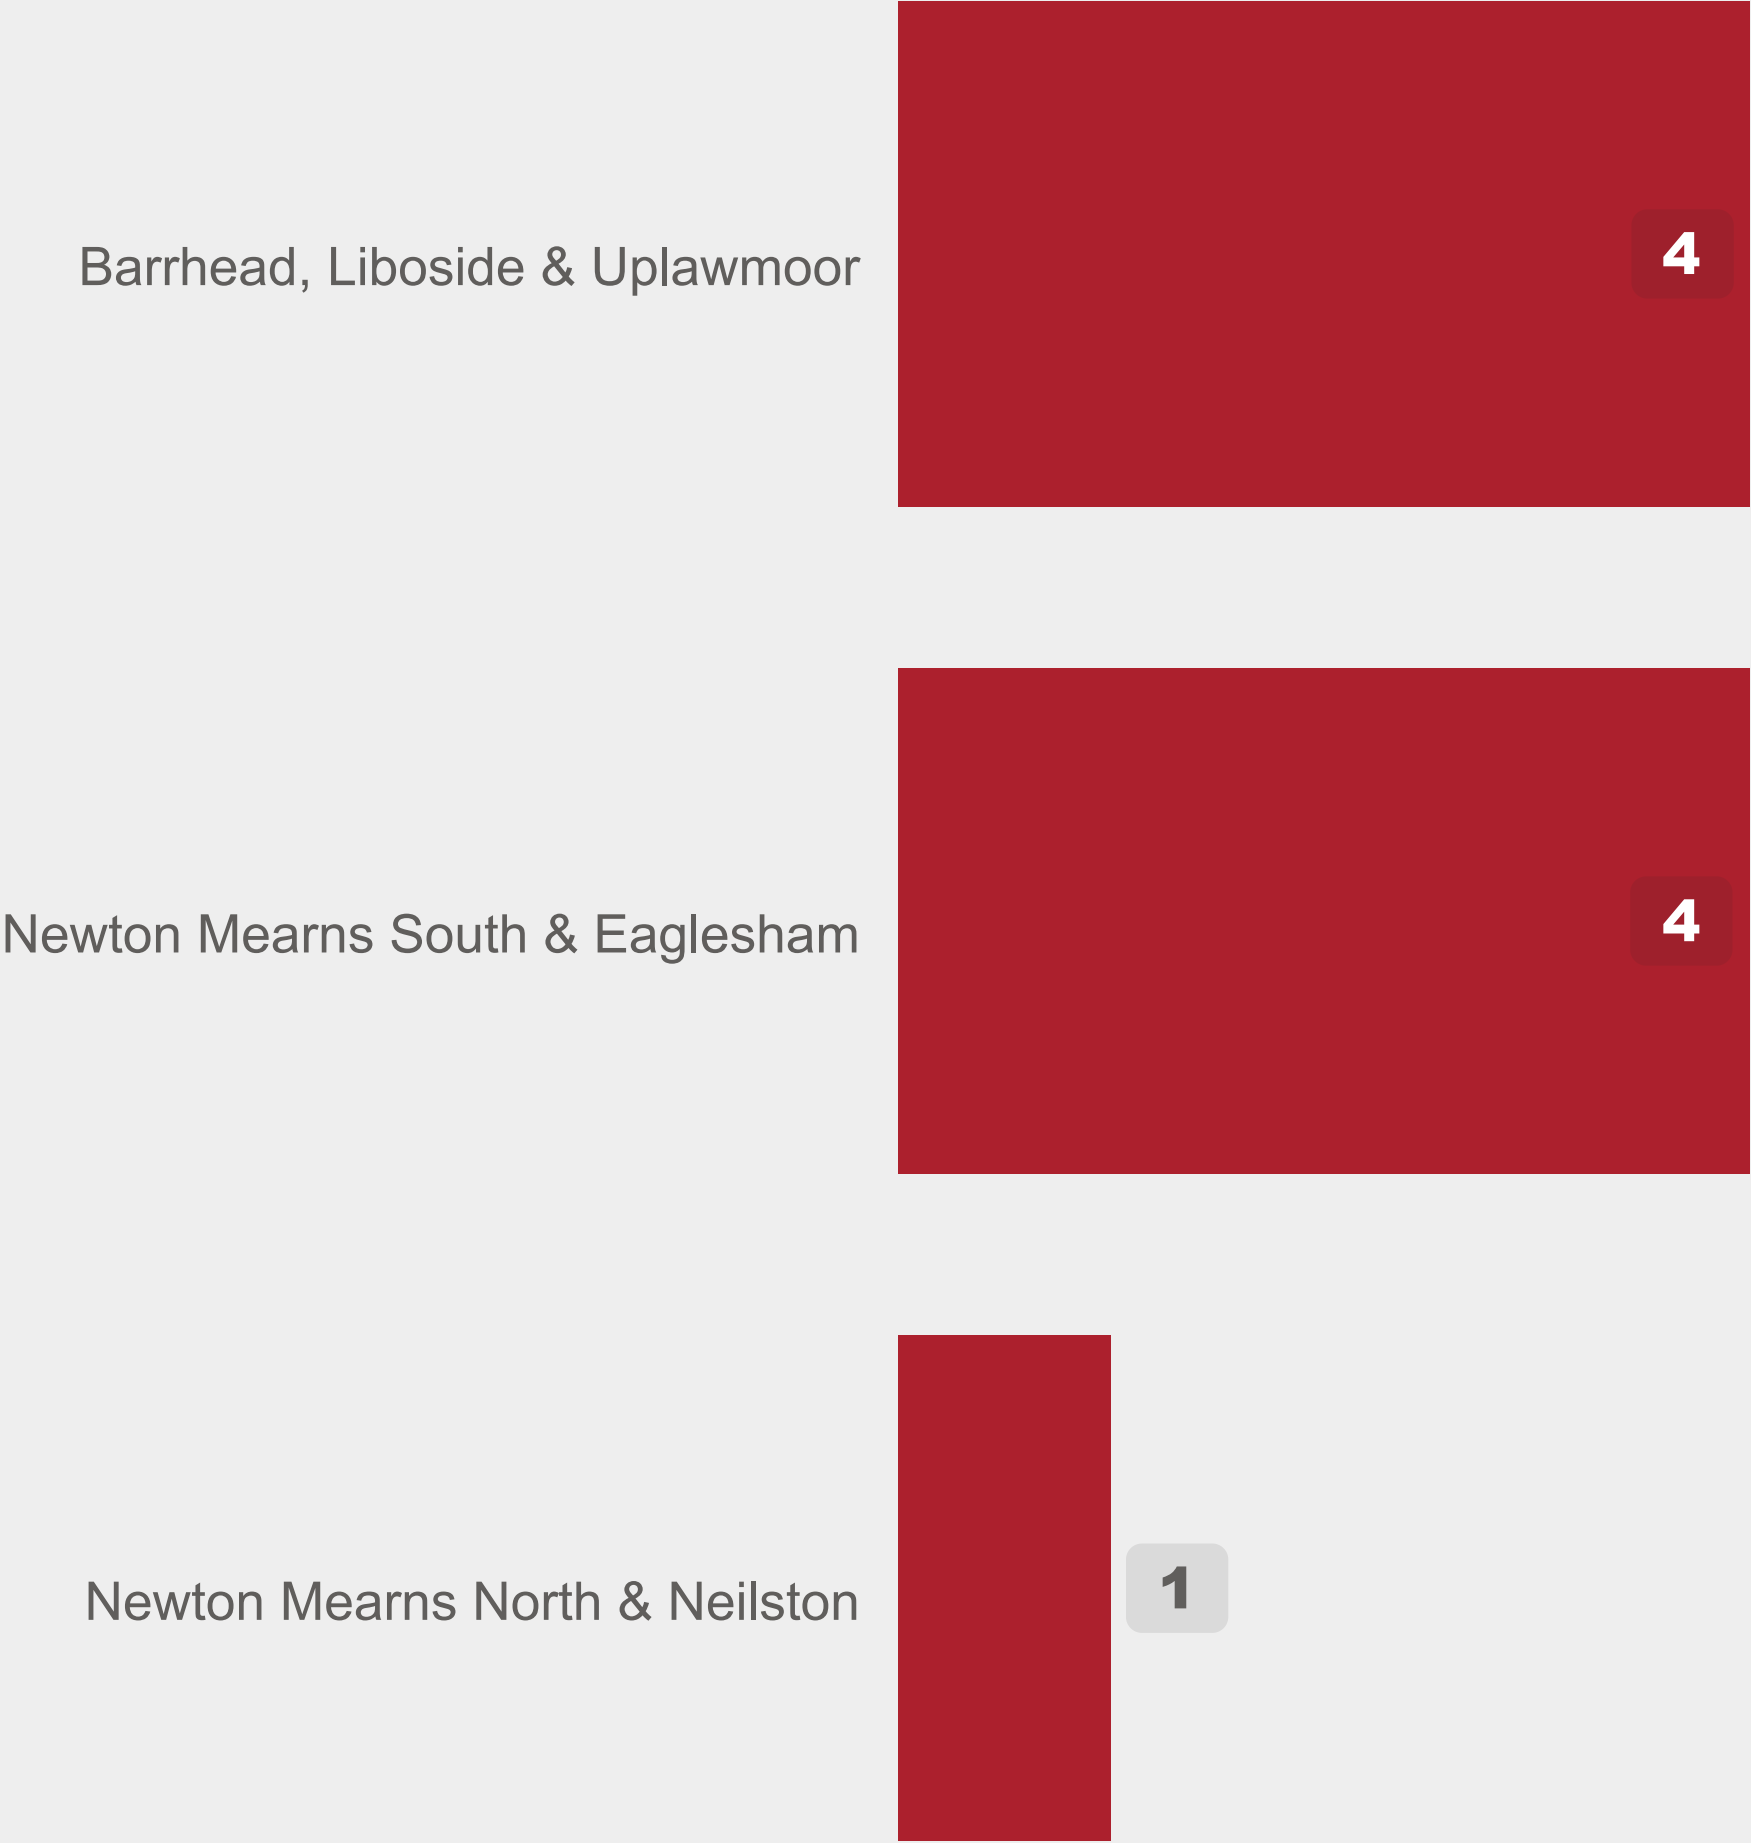 Barrhead, Liboside & Uplawmoor
4
Newton Mearns South & Eaglesham
4
Newton Mearns North & Neilston
1